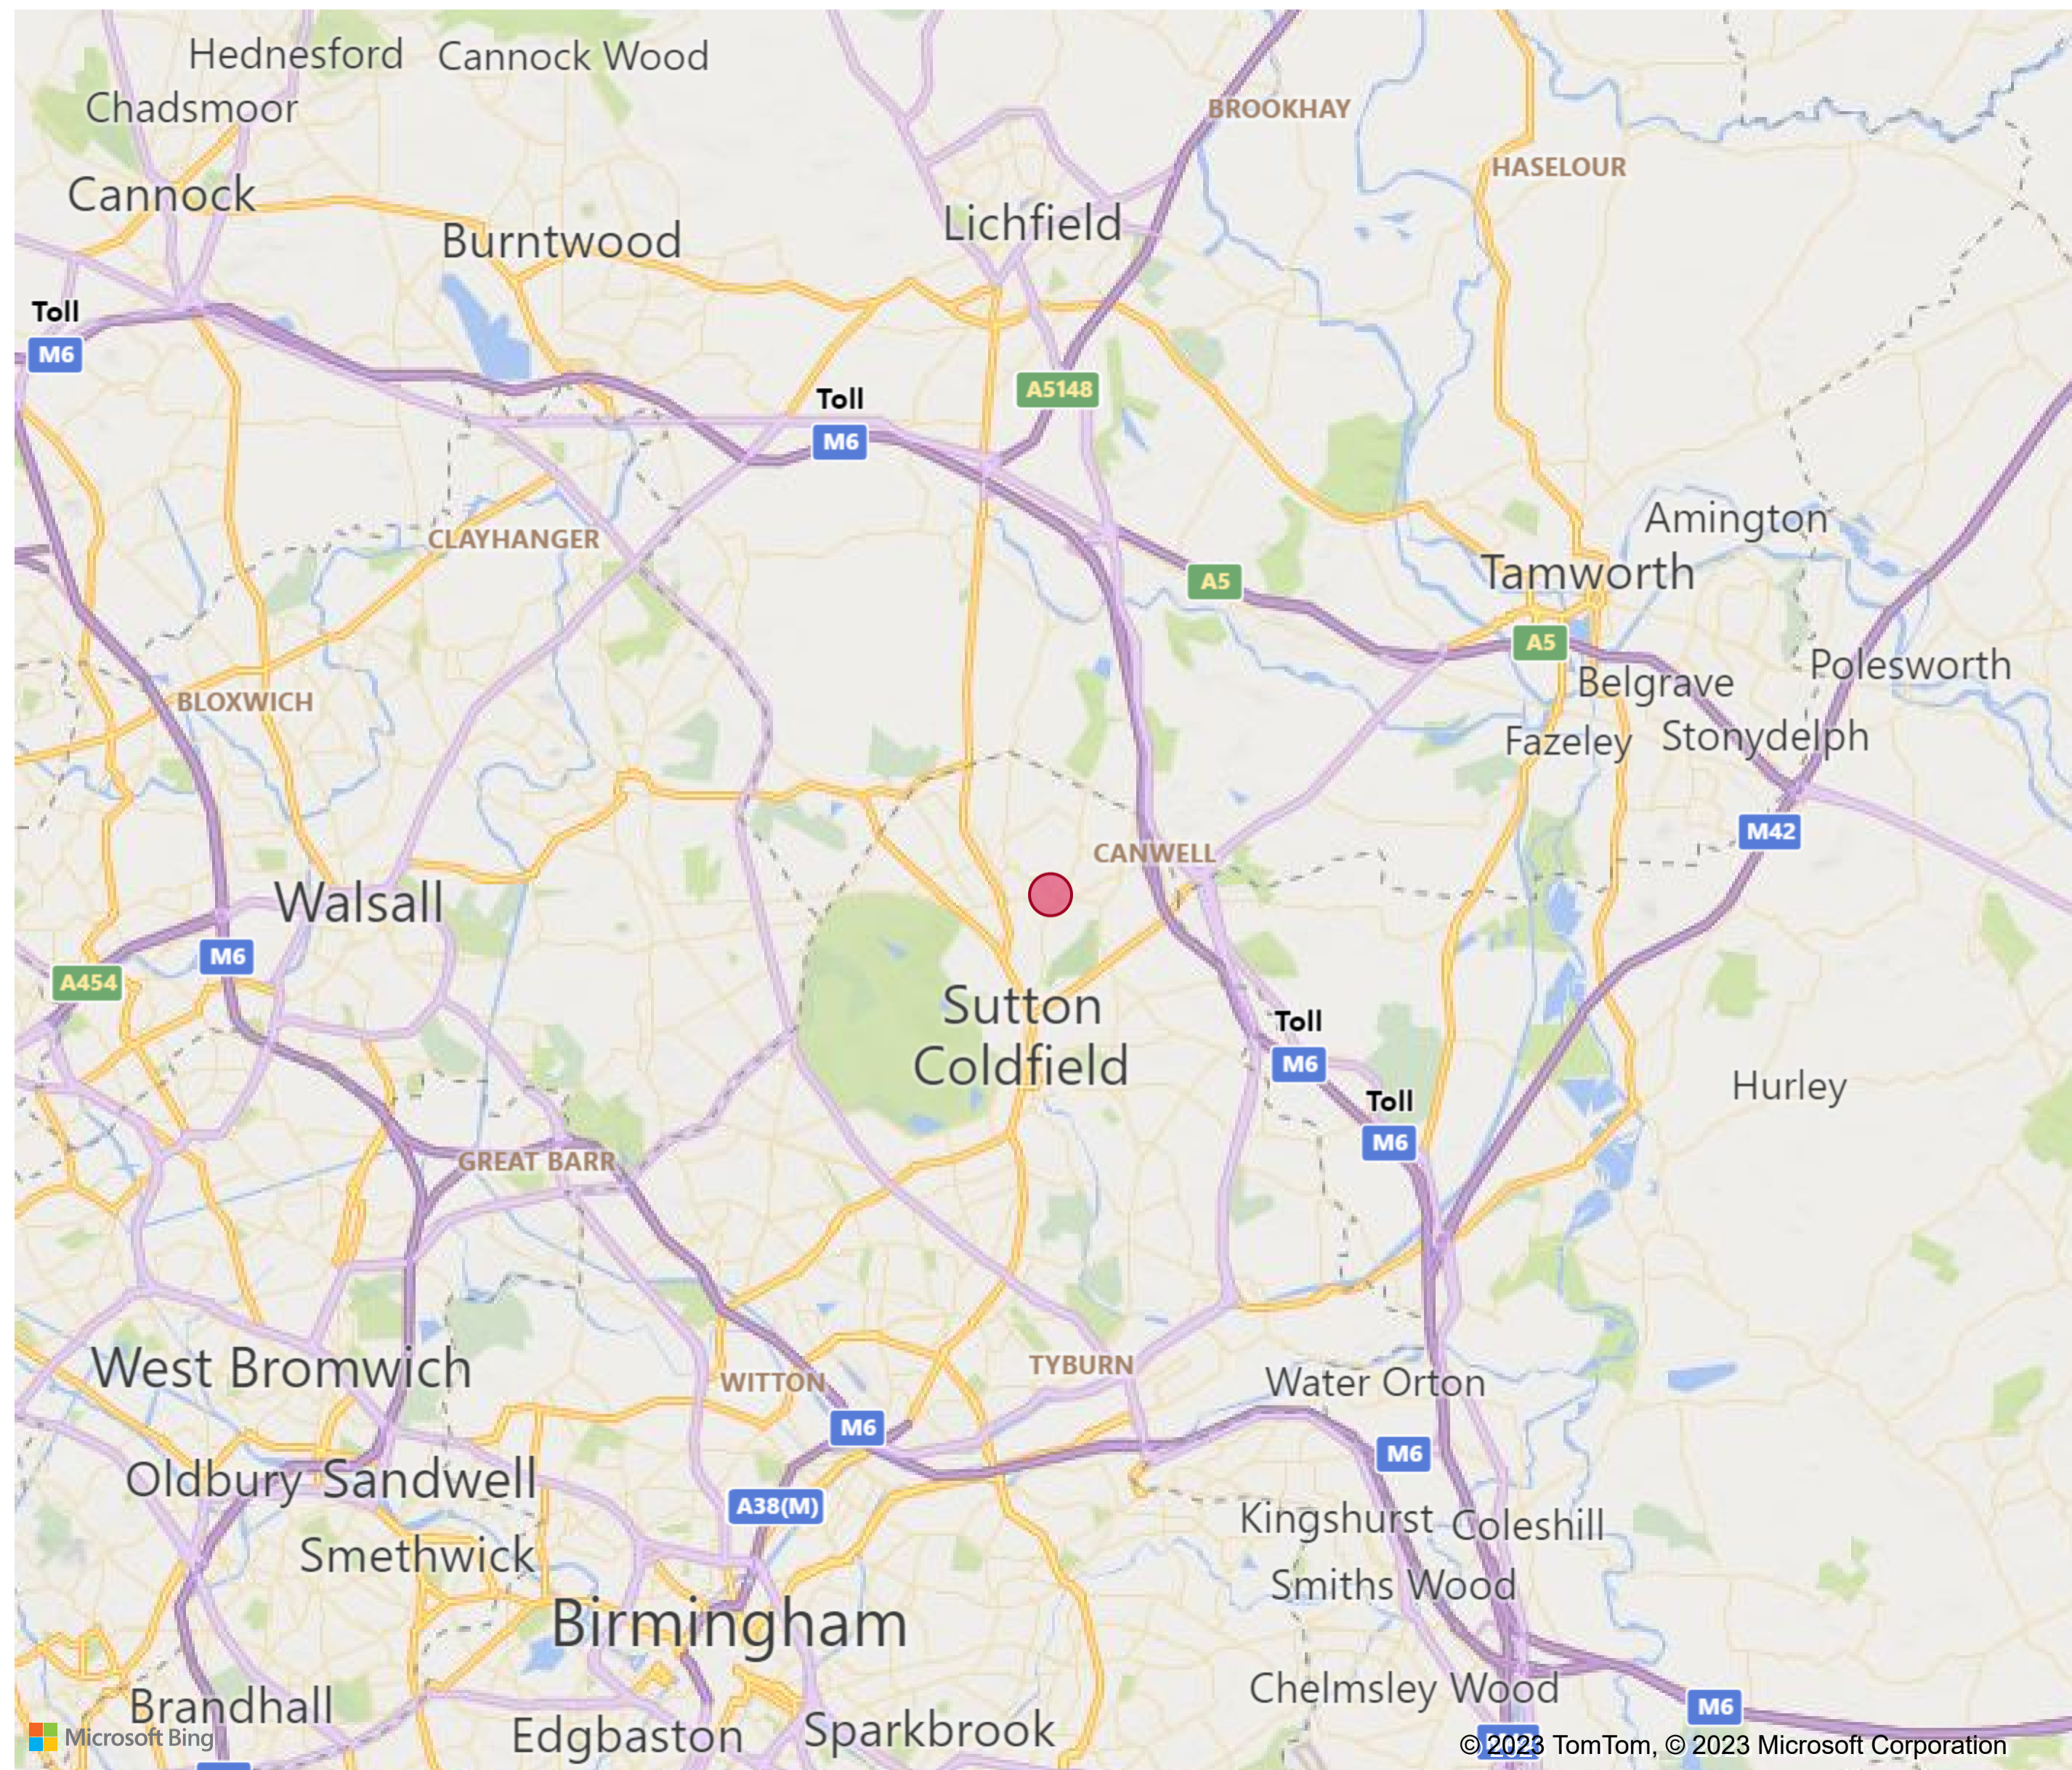 Hednesford
Cannock Wood
Chadsmoor
BROOKHAY
HASELOUR
Cannock
Lichfield
Burntwood
Toll
M6
A5148
Toll
M6
Amington
CLAYHANGER
Tamworth
A5
A5
Polesworth
Belgrave
BLOXWICH
Fazeley
Stonydelph
M42
CANWELL
Walsall
M6
A454
Sutton
Coldfield
Toll
M6
Hurley
Toll
M6
GREAT BARR
West Bromwich
TYBURN
WITTON
Water Orton
M6
M6
Oldbury
Sandwell
A38(M)
Kingshurst
Coleshill
Smethwick
Smiths Wood
Birmingham
Chelmsley Wood
Brandhall
M6
Edgbaston
Sparkbrook
Microsoft Bing
© 2023 TomTom, © 2023 Microsoft Corporation